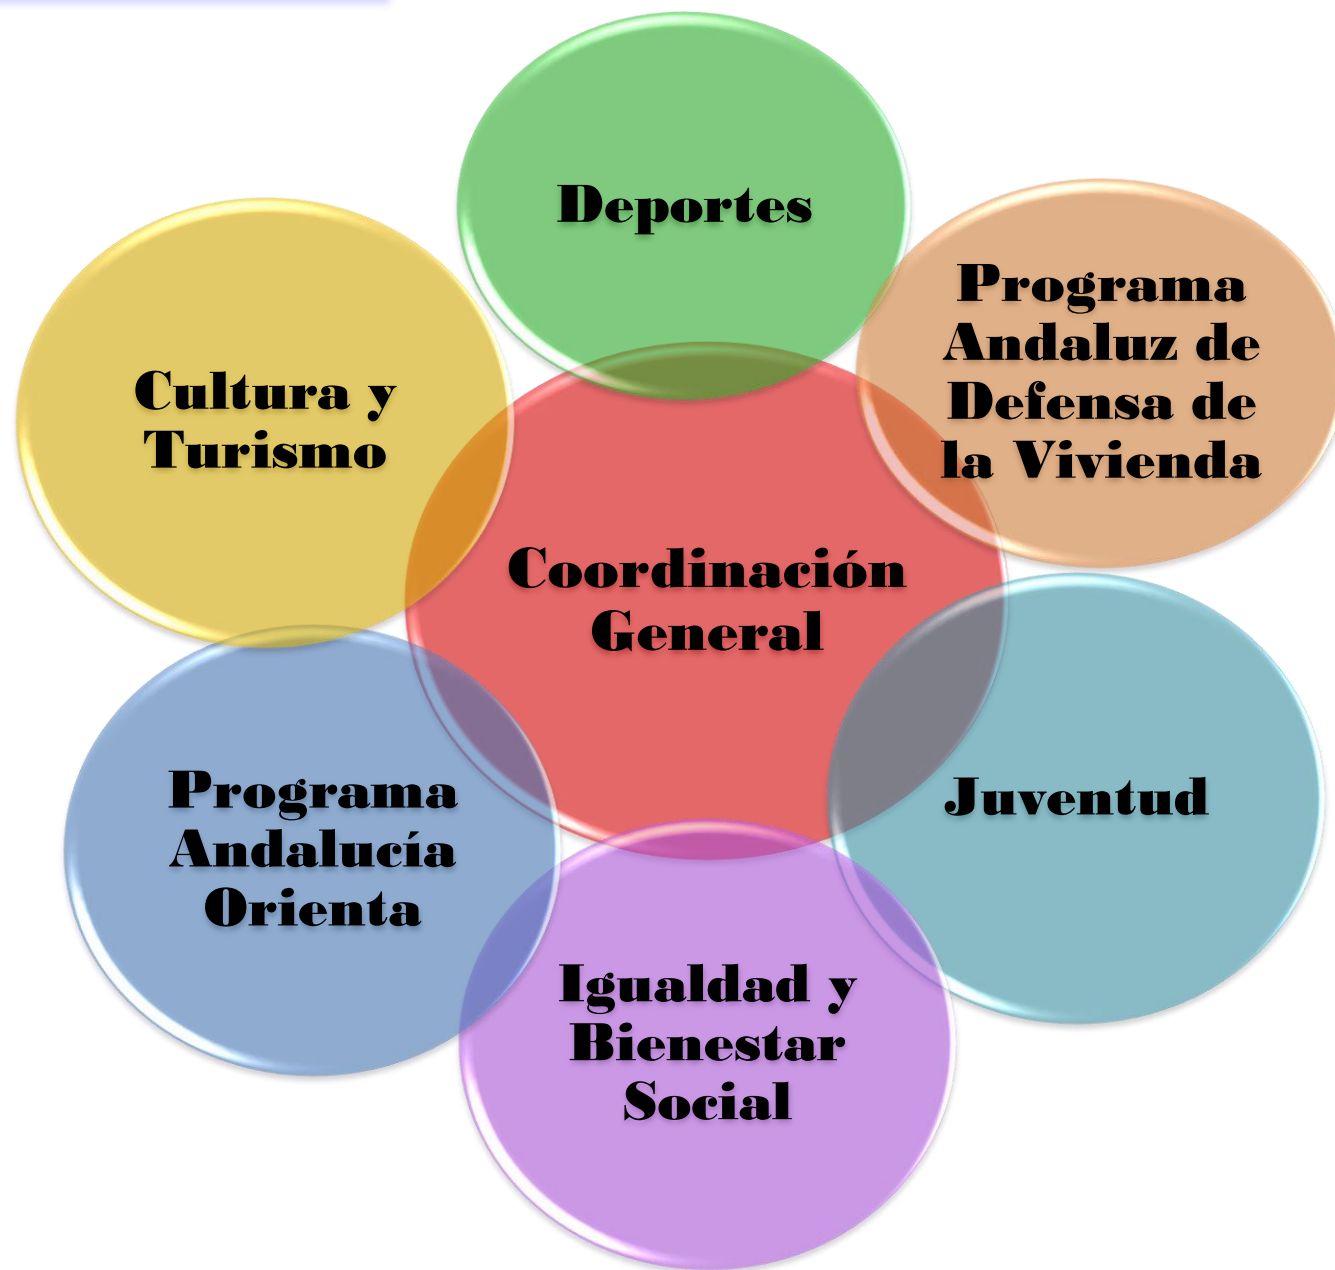 Deportes
Programa
Andaluz de
Defensa de
la Vivienda
Cultura y
Turismo
Coordinación
General
Programa
Andalucía
Orienta
Juventud
Igualdad y
Bienestar
Social